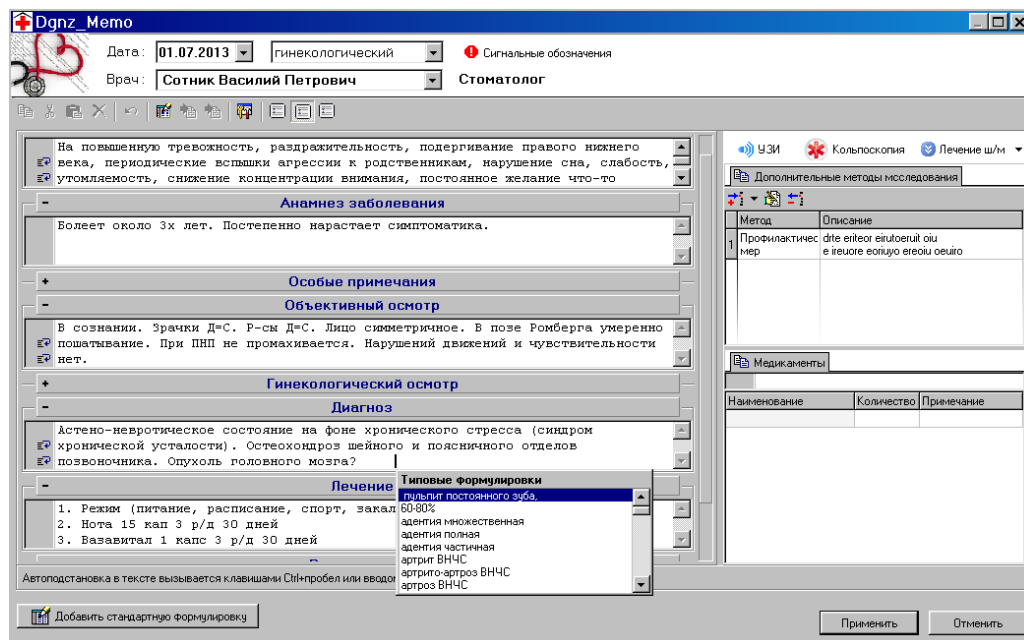 Dgnz_Memo
Дата: 01.07.2013 гинекологический Сигнальные обозначения
Врач: Сотник Василий Петрович Стоматолог
На повышенную тревожность, раздражительность, подергивание правого нижнего
века, периодические вспышки агрессии к родственникам, нарушение сна, слабость,
утомляемость, снижение концентрации внимания, постоянное желание что-то
Анамнез заболевания
Болеет около 3х лет. Постепенно нарастает симптоматика.
Особые примечания
Объективный осмотр
В сознании. Зрачки Д=С. Р-сы Д=С. Лицо симметричное. В позе Ромберга умеренно
пошатывание. При ПНП не промахивается. Нарушений движений и чувствительности
нет.
Гинекологический осмотр
Диагноз
Астено-невротическое состояние на фоне хронического стресса (синдром
хронической усталости). Остеохондроз шейного и поясничного отделов
позвоночника. Опухоль головного мозга?
Лечение
1. Режим (питание, расписание, спорт, закал
2. Нота 15 кап 3 р/д 30 дней
3. Вазавитал 1 капс 3 р/д 30 дней
Типовые формулировки
пульпит постоянного зуба,
60-80%
адентия множественная
адентия полная
адентия частичная
артрит ВНЧС
артрито-артроз ВНЧС
артроз ВНЧС
Автоподстановка в тексте вызывается клавишами Ctrl+пробел или вводо
Добавить стандартную формулировку
УЗИ Кольпоскопия Лечение ш/м
Дополнительные методы мсследования
Метод Описание
1 Профилактичес drte eriteor eirutoeruit oiu
мер e ireuore eoriuyo ereoiu oeuiro
Медикаменты
Наименование Количество Примечание
Применить Отменить